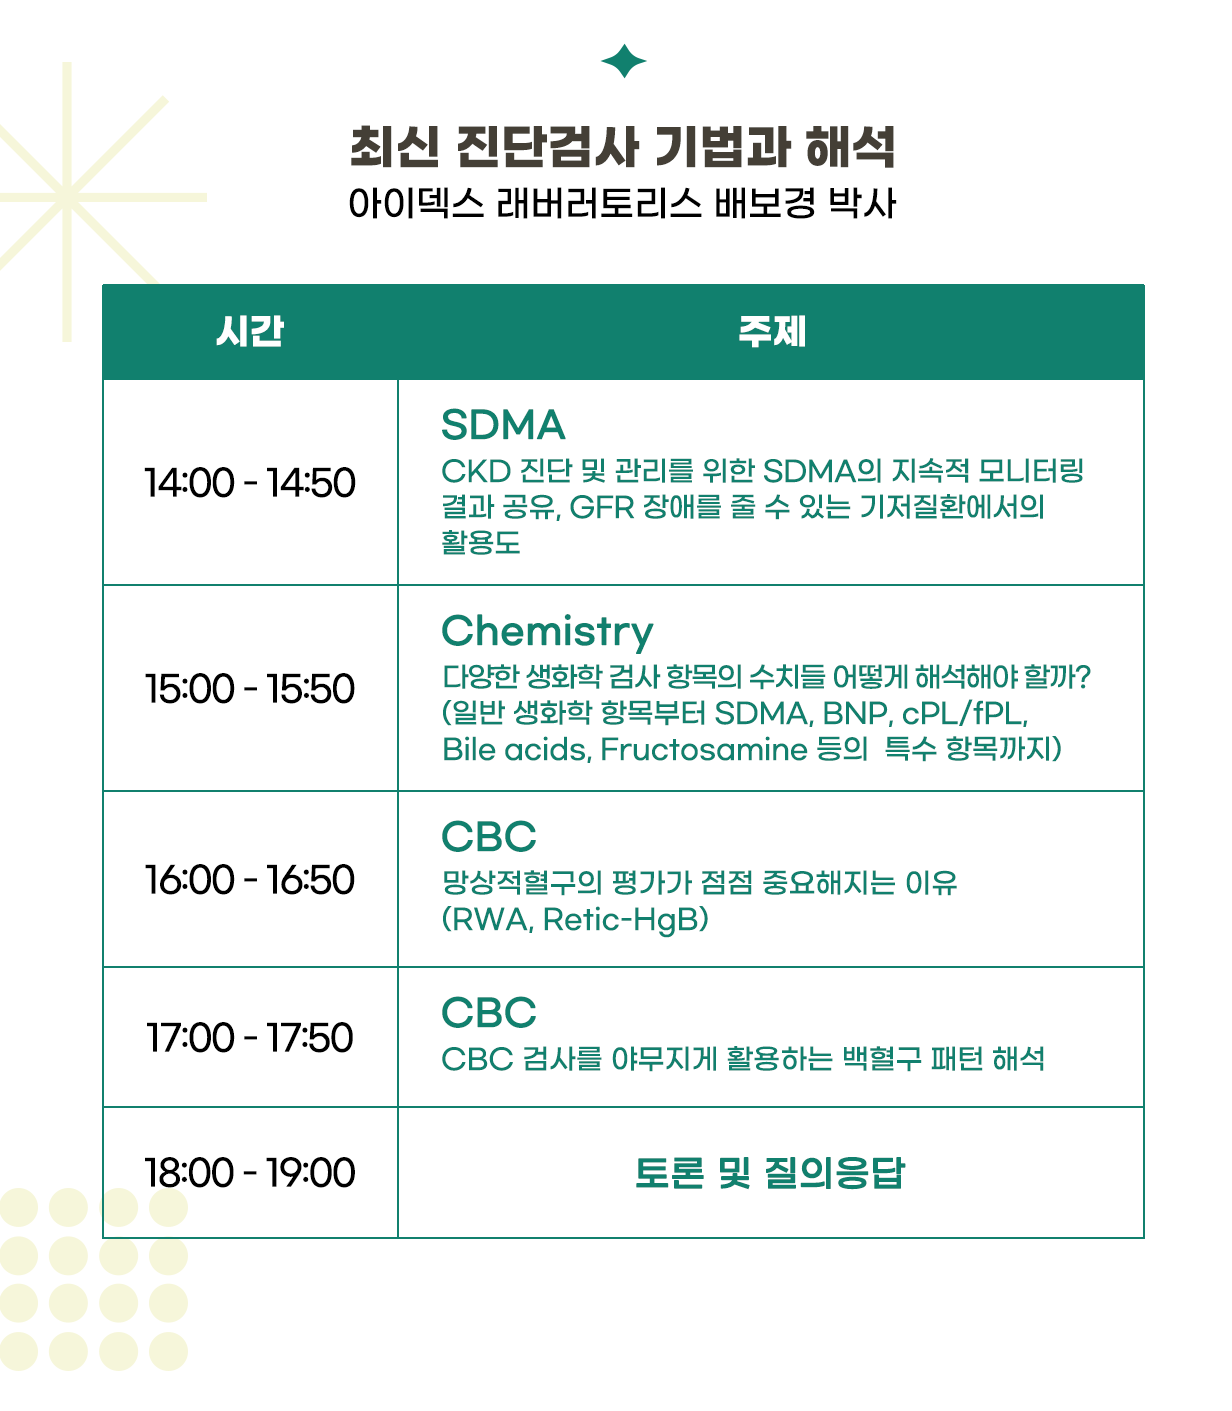 최신 진단검사 기법과 해석
아이덱스 래버러토리스 배보경 박사
시간 주제
14:00 - 14:50
SDMA
CKD 진단 및 관리를 위한 SDMA의 지속적 모니터링
결과 공유, GFR 장애를 줄 수 있는 기저질환에서의
활용도
15:00 - 15:50
Chemistry
다양한 생화학 검사 항목의 수치들 어떻게 해석해야 할까?
(일반 생화학 항목부터 SDMA, BNP, cPL/fPL,
Bile acids, Fructosamine 등의 특수 항목까지)
16:00 - 16:50
CBC
망상적혈구의 평가가 점점 중요해지는 이유
(RWA, Retic-HgB)
17:00 - 17:50
CBC
CBC 검사를 야무지게 활용하는 백혈구 패턴 해석
18:00 - 19:00
토론 및 질의응답